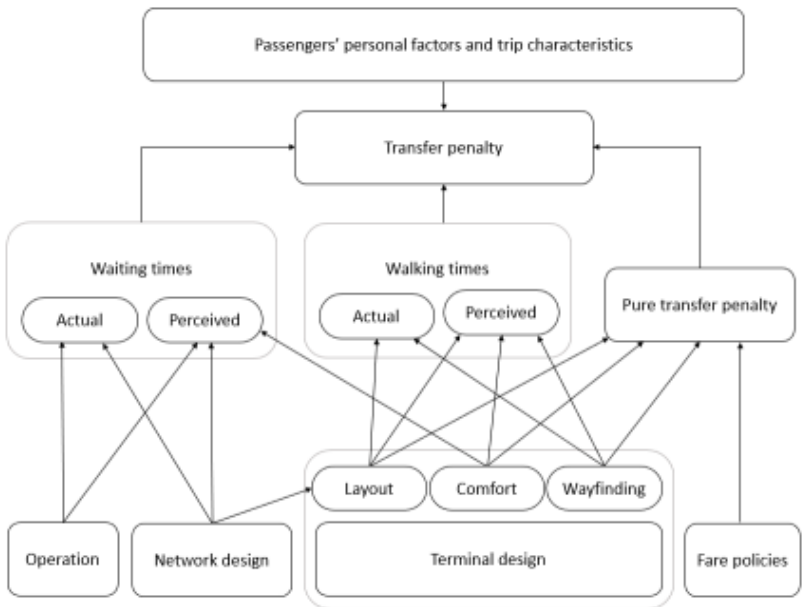 Passengers' personal factors and trip characteristics
Transfer penalty
Waiting times
Walking times
Actual
Perceived
Actual
Perceived
Pure transfer penalty
Layout
Comfort
Wayfinding
Operation
Network design
Terminal design
Fare policies